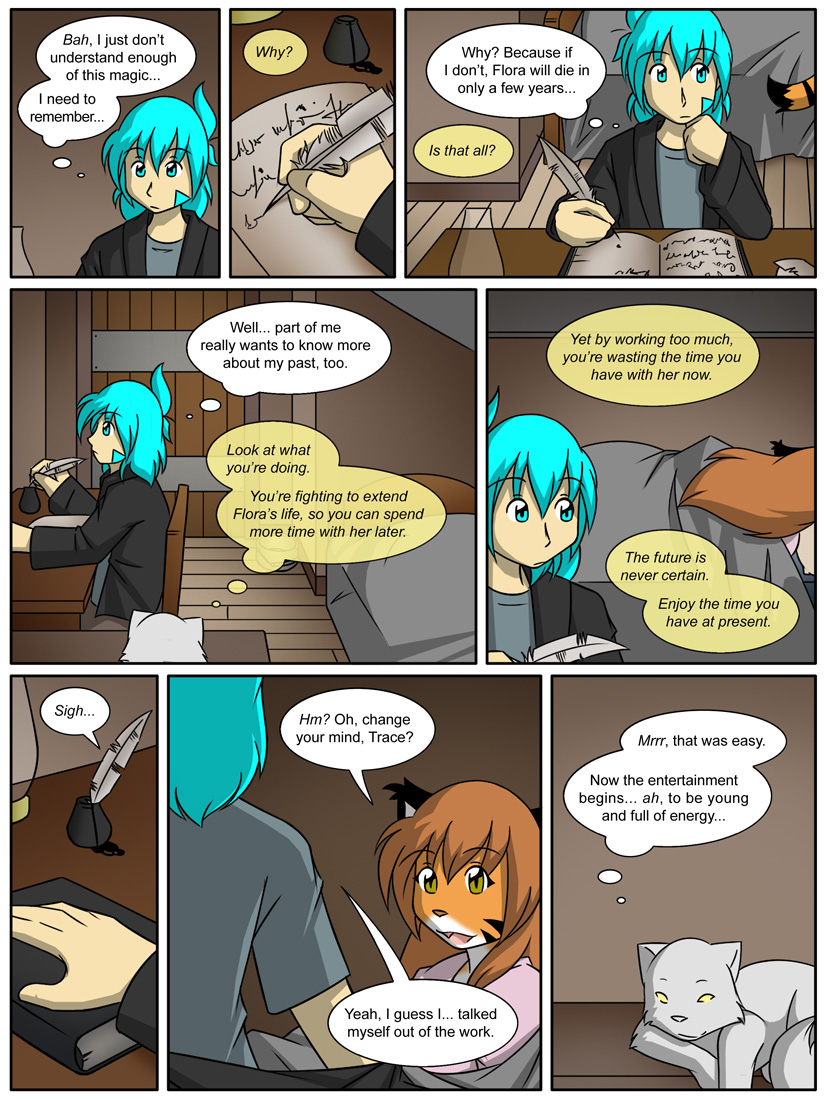 Bah, I just don't
understand enough
of this magic...
I need to
remember...
Why?
Why? Because if
I don't, Flora will die in
only a few years...
Is that all?
Well... part of me
really wants to know more
about my past, too.
Look at what
you're doing.
You're fighting to extend
Flora's life, so you can spend
more time with her later.
Yet by working too much,
you're wasting the time you
have with her now.
The future is
never certain.
Enjoy the time you
have at present.
Sigh...
Hm? Oh, change
your mind, Trace?
Yeah, I guess I... talked
myself out of the work.
Mrrr, that was easy.
Now the entertainment
begins... ah, to be young
and full of energy...